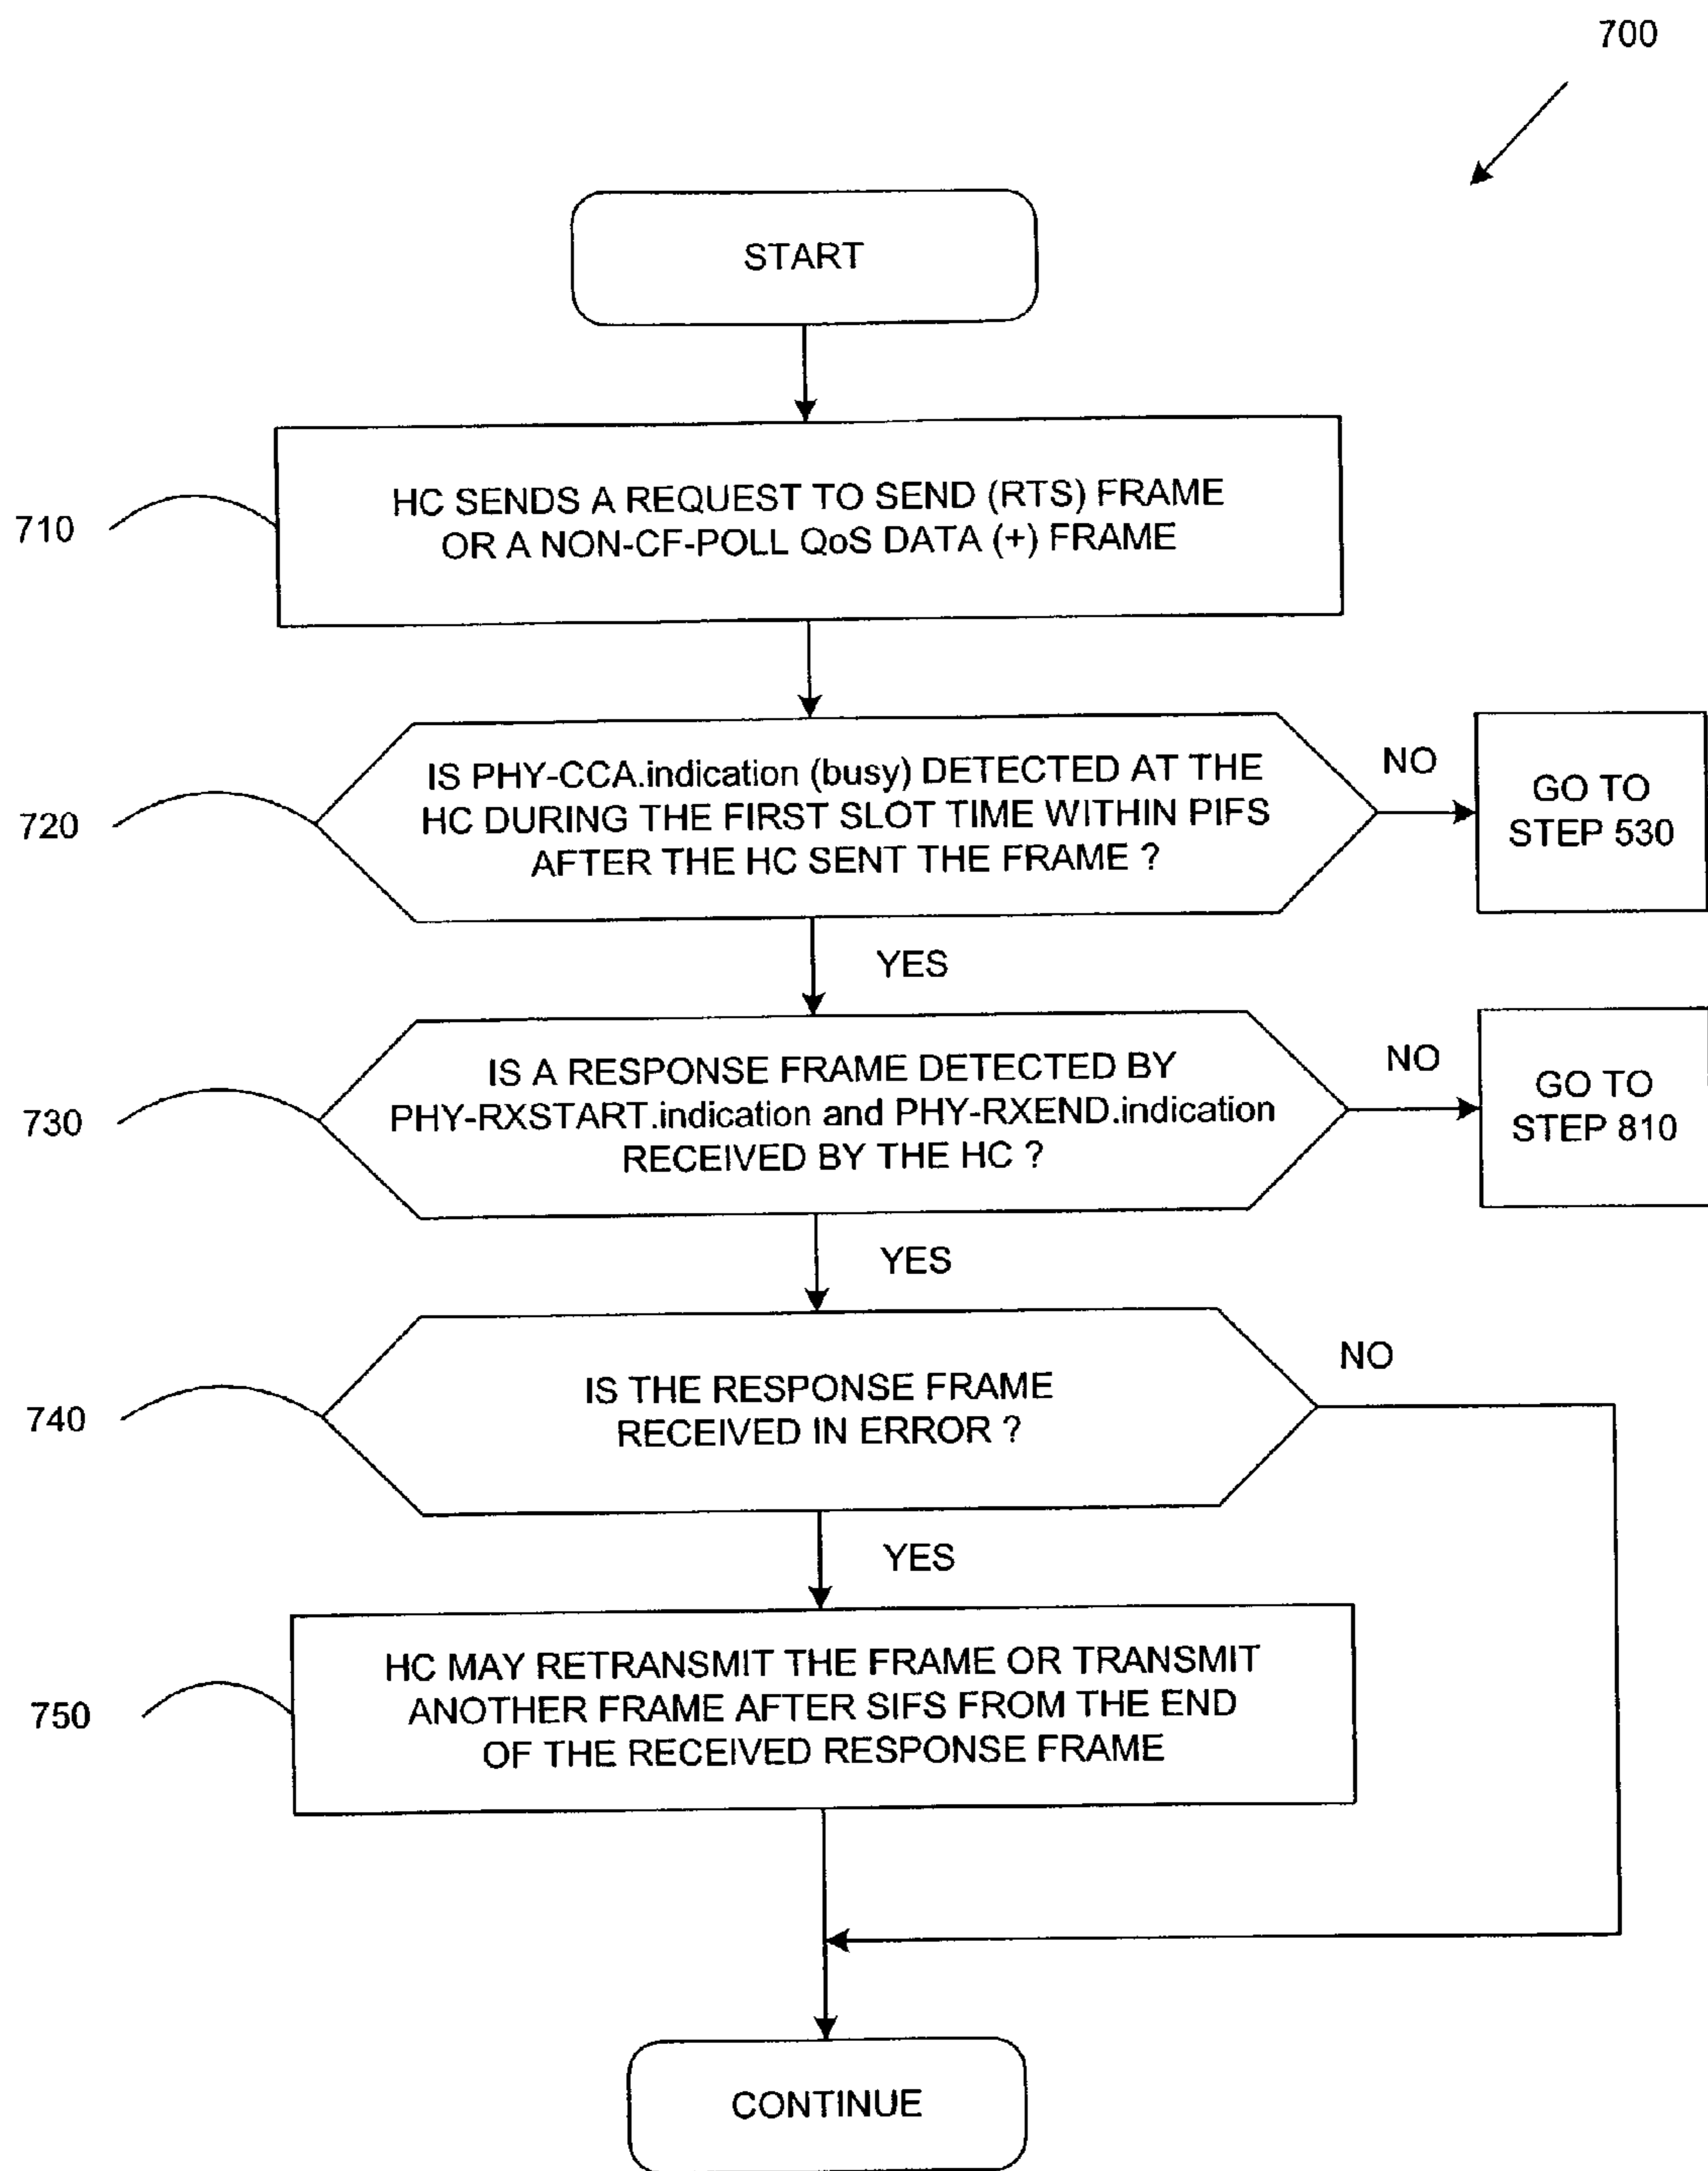 700
START
710
HC SENDS A REQUEST TO SEND (RTS) FRAME
OR A NON-CF-POLL QoS DATA (+) FRAME
720
IS PHY-CCA.indication (busy) DETECTED AT THE
HC DURING THE FIRST SLOT TIME WITHIN PIFS
AFTER THE HC SENT THE FRAME ?
NO
GO TO
STEP 530
YES
730
IS A RESPONSE FRAME DETECTED BY
PHY-RXSTART.indication and PHY-RXEND.indication
RECEIVED BY THE HC ?
NO
GO TO
STEP 810
YES
740
IS THE RESPONSE FRAME
RECEIVED IN ERROR ?
NO
YES
750
HC MAY RETRANSMIT THE FRAME OR TRANSMIT
ANOTHER FRAME AFTER SIFS FROM THE END
OF THE RECEIVED RESPONSE FRAME
CONTINUE